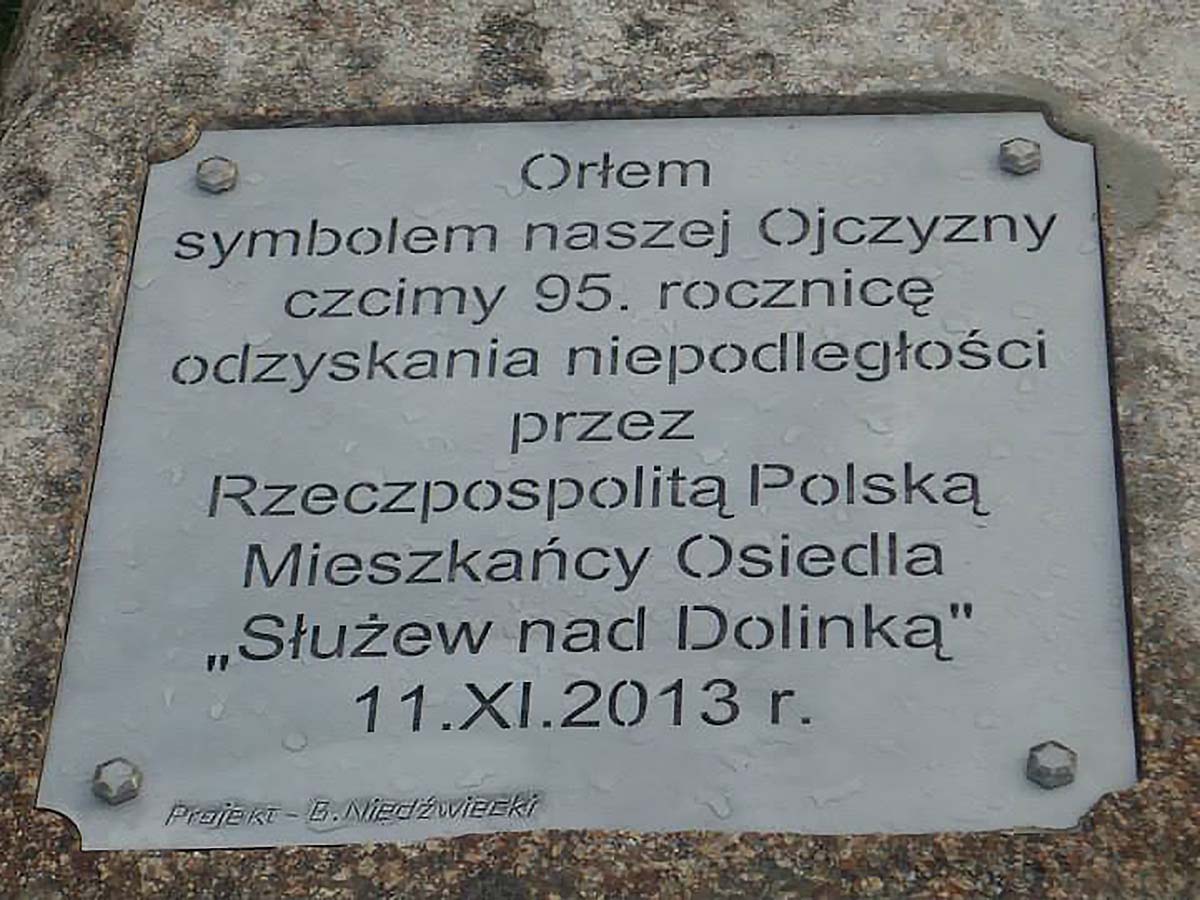 Orłem
symbolem naszej Ojczyzny
czcimy 95. rocznicę
odzyskania niepodległości
przez
Rzeczpospolitą Polską
Mieszkańcy Osiedla
„Służew nad Dolinką"
11.XI.2013 r.
Projekt - B. Niedźwiecki